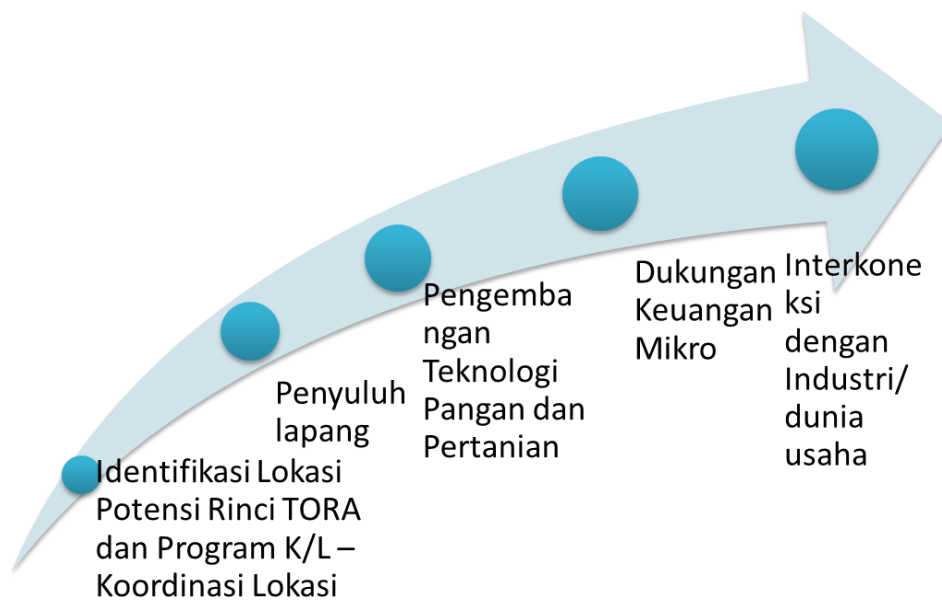 Identifikasi Lokasi
Potensi Rinci TORA
dan Program K/L –
Koordinasi Lokasi
Penyuluh
lapang
Pengemba
ngan
Teknologi
Pangan dan
Pertanian
Dukungan
Keuangan
Mikro
Interkone
ksi
dengan
Industri/
dunia
usaha